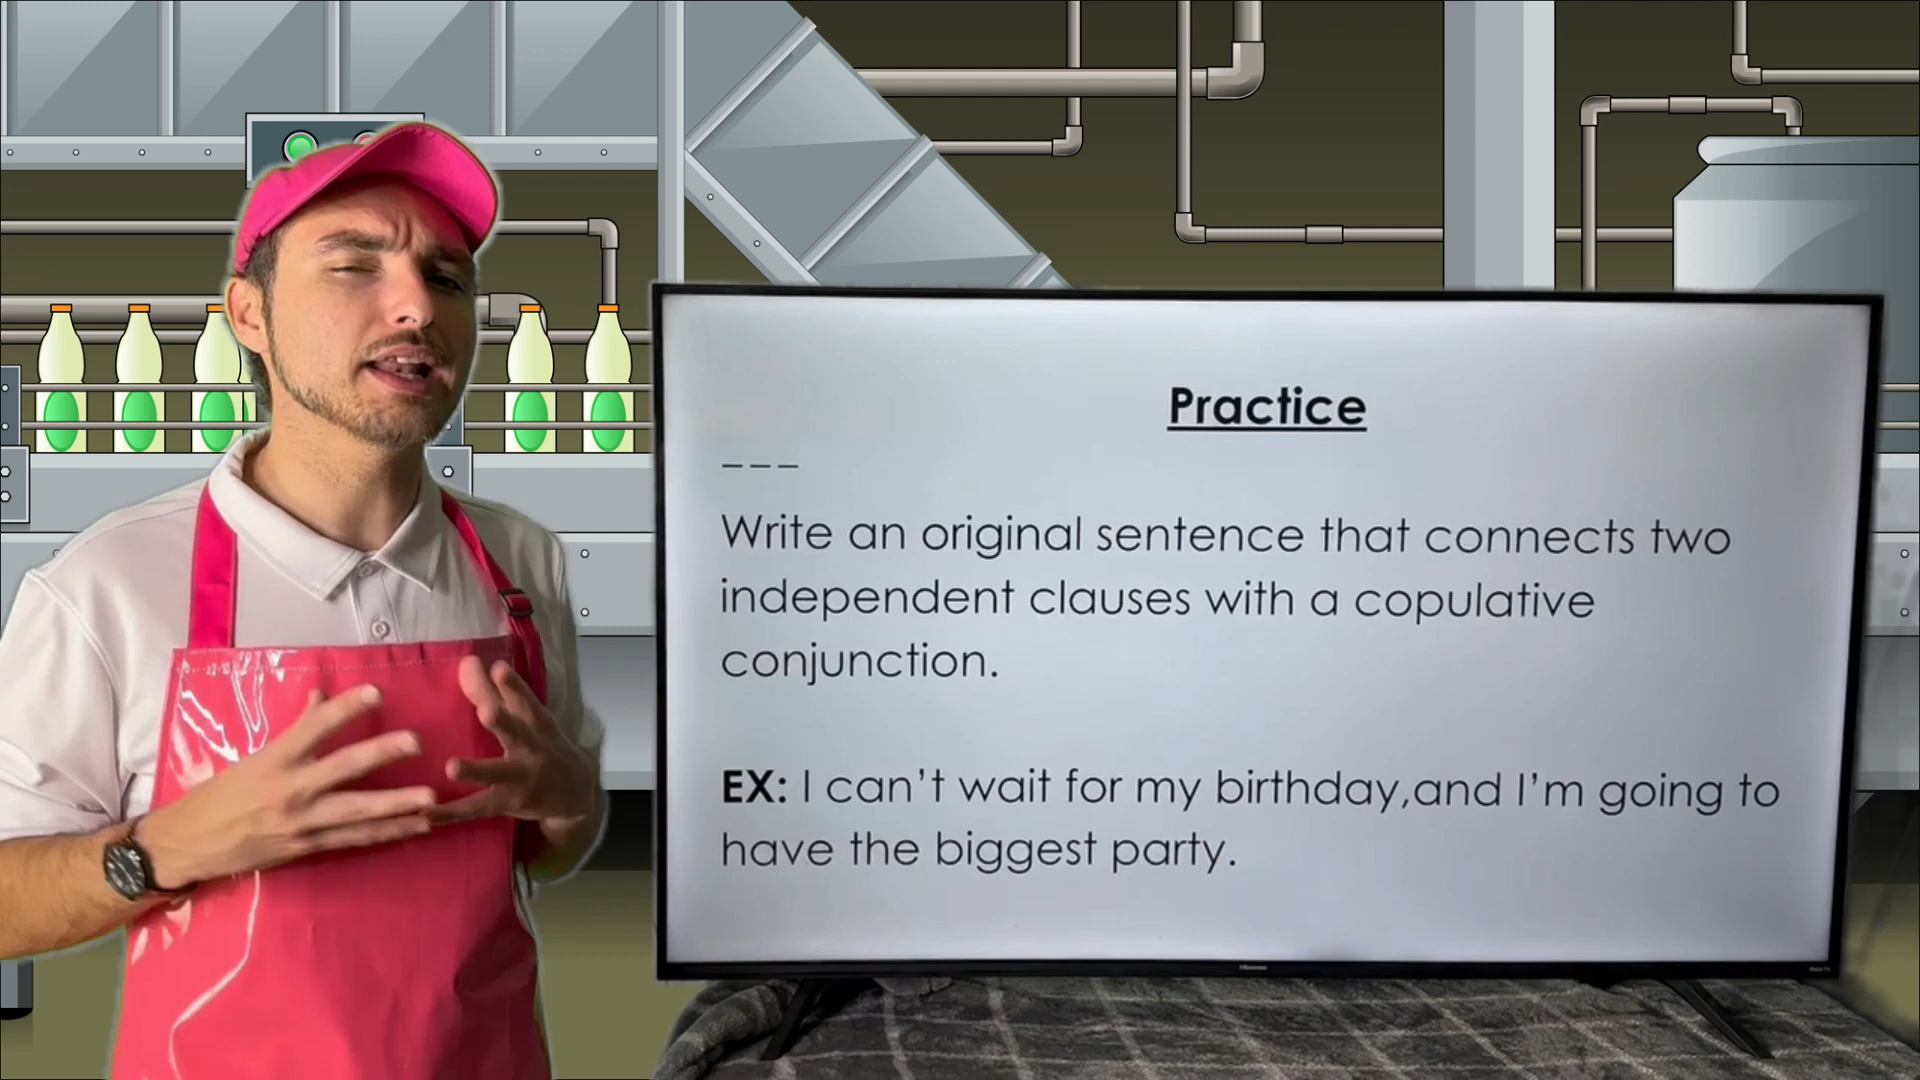 Practice
---
Write an original sentence that connects two
independent clauses with a copulative
conjunction.
EX: I can't wait for my birthday,and I'm going to
have the biggest party.
Hisense